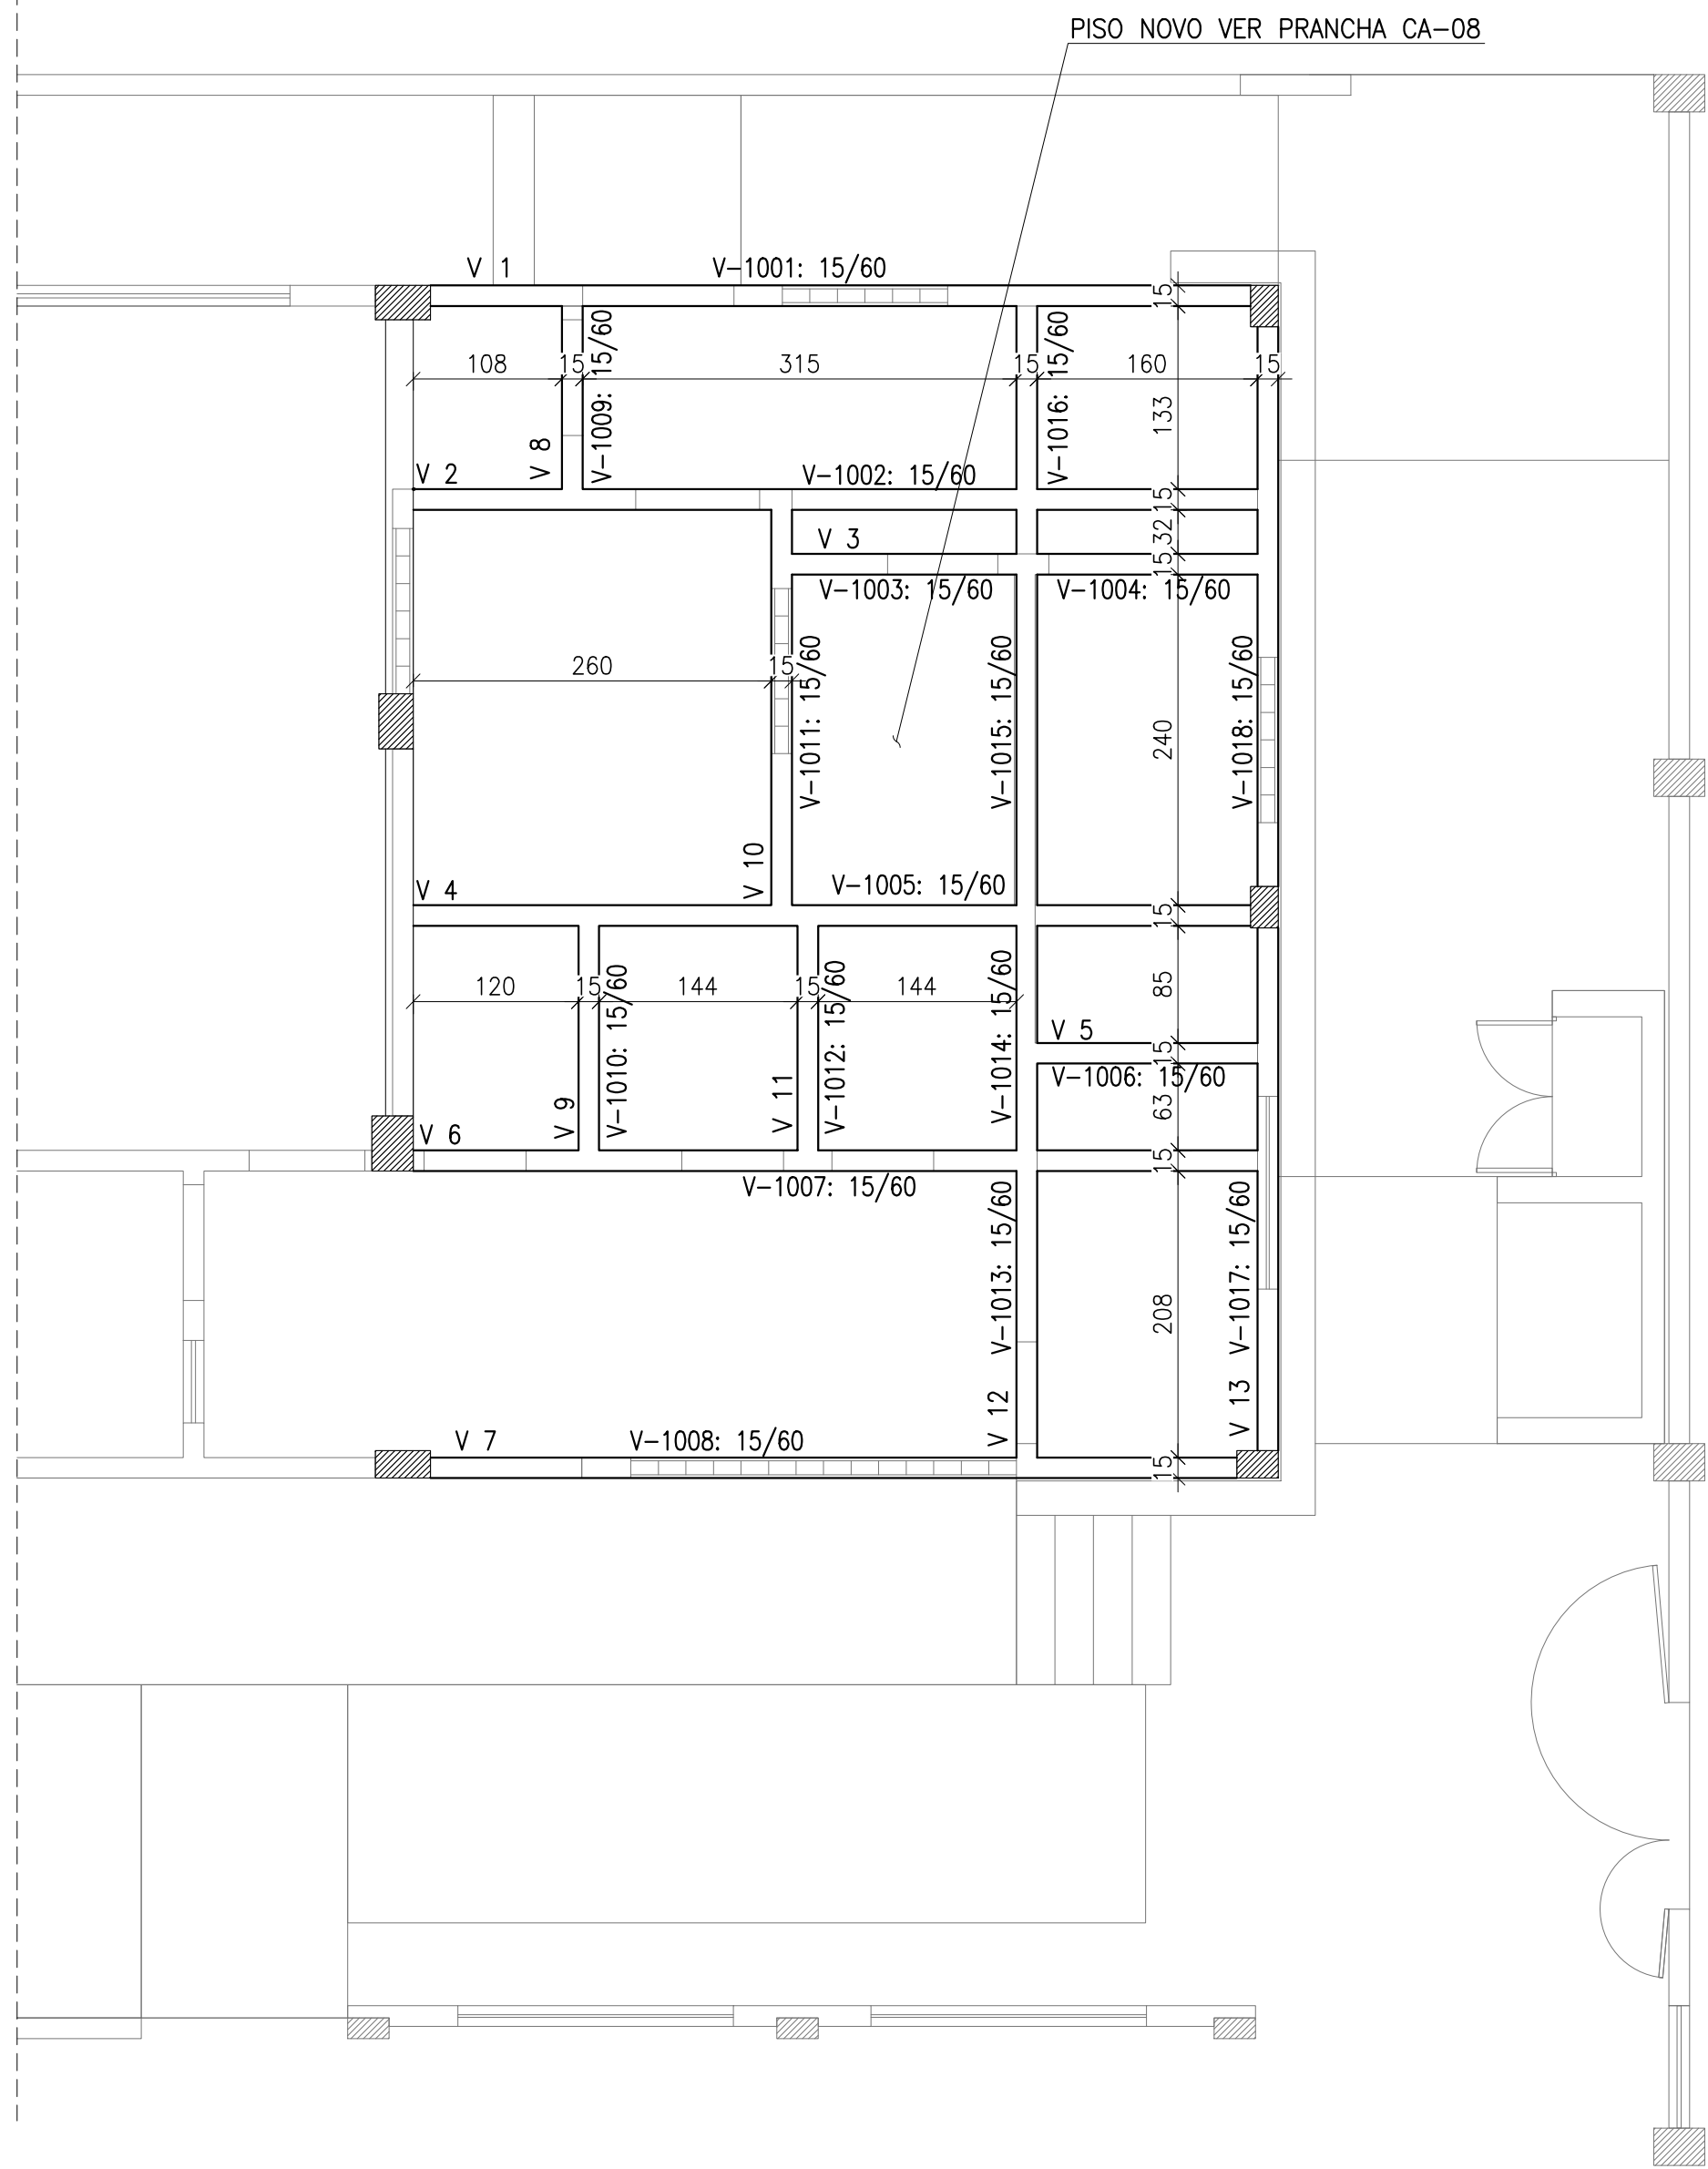 PISO NOVO VER PRANCHA CA-08
V 1
V-1001: 15/60
15
108
15
315
15
160
15
V-1009: 15/60
V-1016: 15/60
133
V 8
V 2
V-1002: 15/60
15
32
V 3
15
V-1003: 15/60
V-1004: 15/60
260
15
V-1011: 15/60
V-1015: 15/60
V-1018: 15/60
240
V 10
V 4
V-1005: 15/60
15
120
15
144
15
144
V-1010: 15/60
V-1012: 15/60
V-1014: 15/60
85
V 5
15
V-1006: 15/60
63
V 9
V 11
V 6
15
V-1007: 15/60
V-1013: 15/60
V-1017: 15/60
208
V 12
V 13
V 7
V-1008: 15/60
15